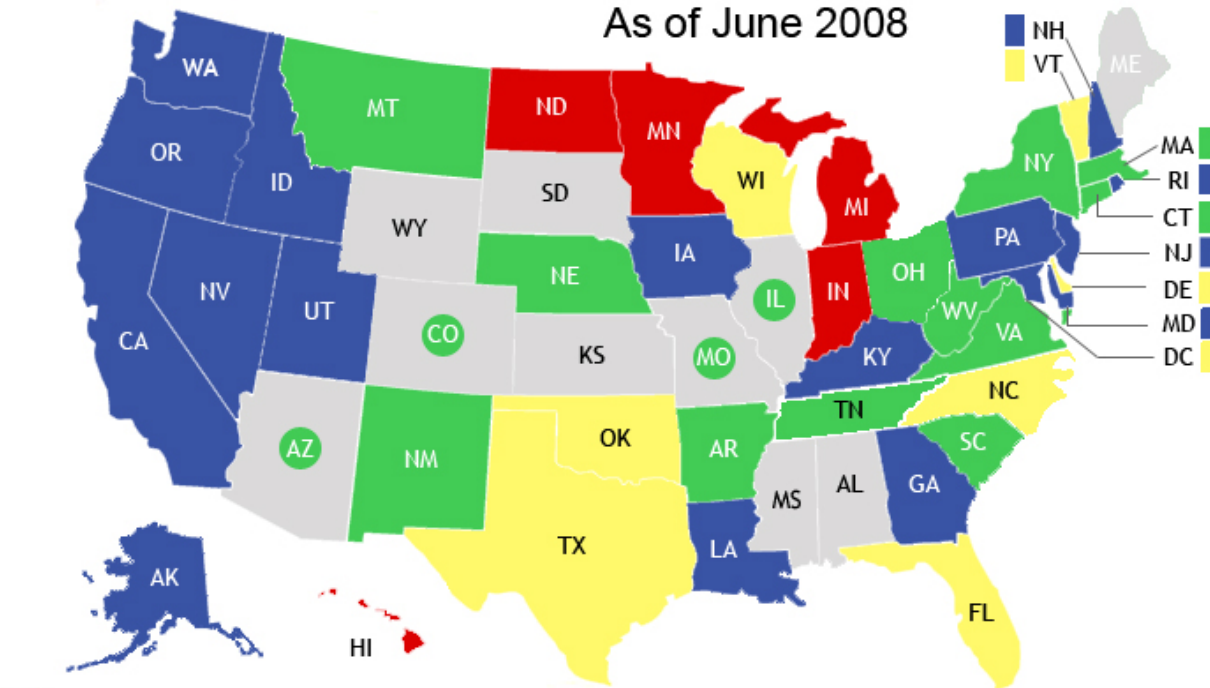 As of June 2008
NH
VT
ME
WA
MT
ND
MN
OR
ID
SD
WI
NY
MA
RI
CT
NJ
DE
MD
DC
WY
MI
IA
PA
NE
NV
UT
CO
IL
IN
OH
WV
VA
CA
KS
MO
KY
NC
TN
AZ
NM
OK
AR
SC
MS
AL
GA
TX
LA
AK
HI
FL